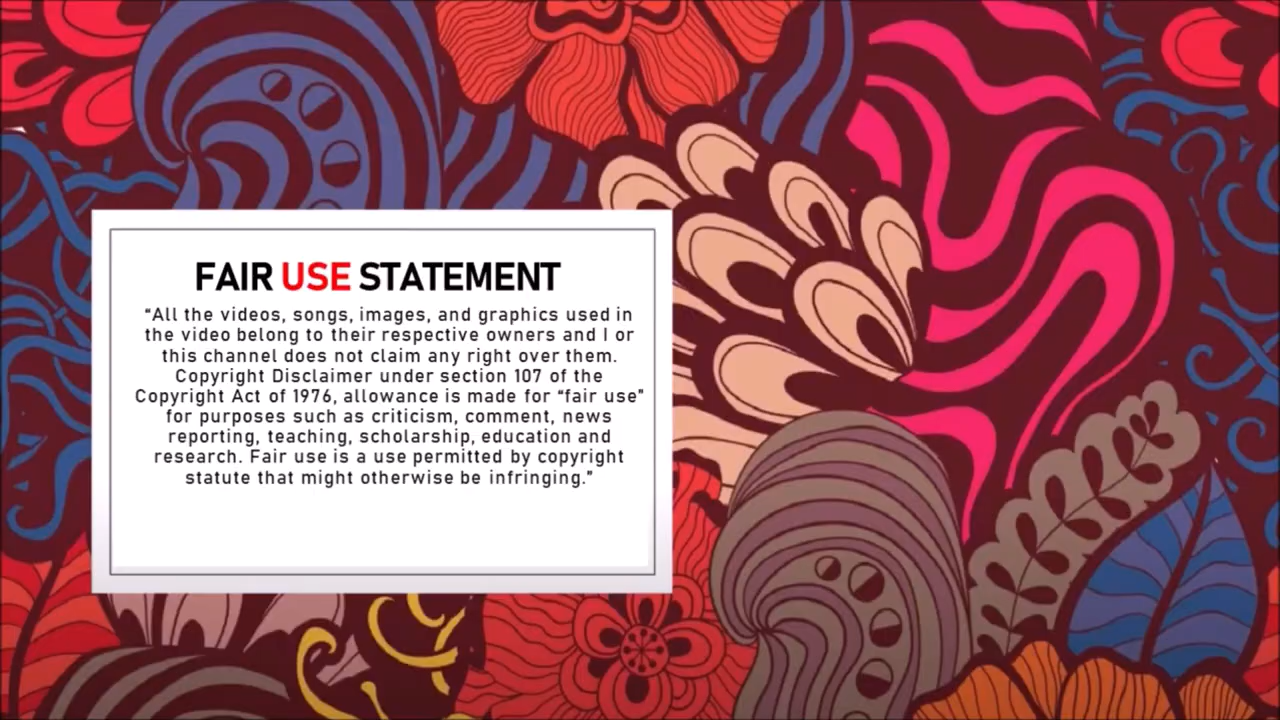 FAIR USE STATEMENT
“All the videos, songs, images, and graphics used in
the video belong to their respective owners and I or
this channel does not claim any right over them.
Copyright Disclaimer under section 107 of the
Copyright Act of 1976, allowance is made for “fair use”
for purposes such as criticism, comment, news
reporting, teaching, scholarship, education and
research. Fair use is a use permitted by copyright
statute that might otherwise be infringing.”